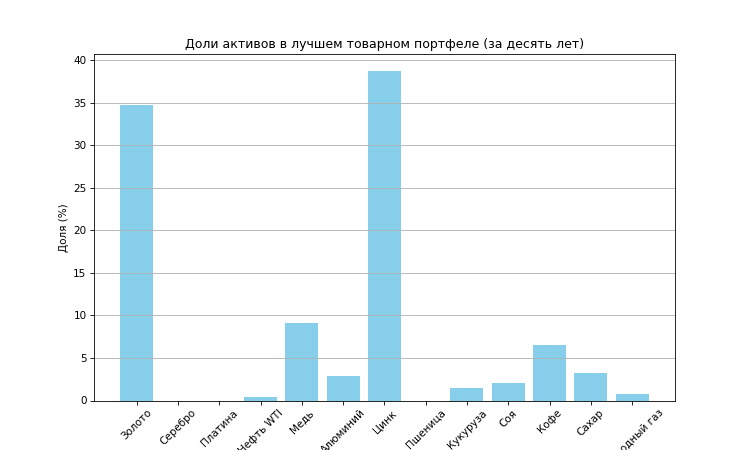 Доли активов в лучшем товарном портфеле (за десять лет)
Доля (%)
40
35
30
25
20
15
10
5
0
Золото
Серебро
Платина
Нефть WTI
Медь
Алюминий
Цинк
Пшеница
Кукуруза
Соя
Кофе
Сахар
газ